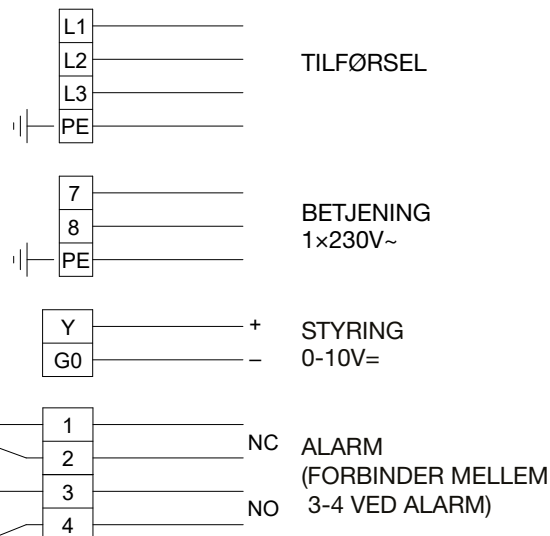 L1
L2
L3
PE
TILFØRSEL
7
8
PE
BETJENING
1×230V~
Y +
G0 –
STYRING
0-10V=
1
2
NC
3
4
NO
ALARM
(FORBINDER MELLEM
3-4 VED ALARM)